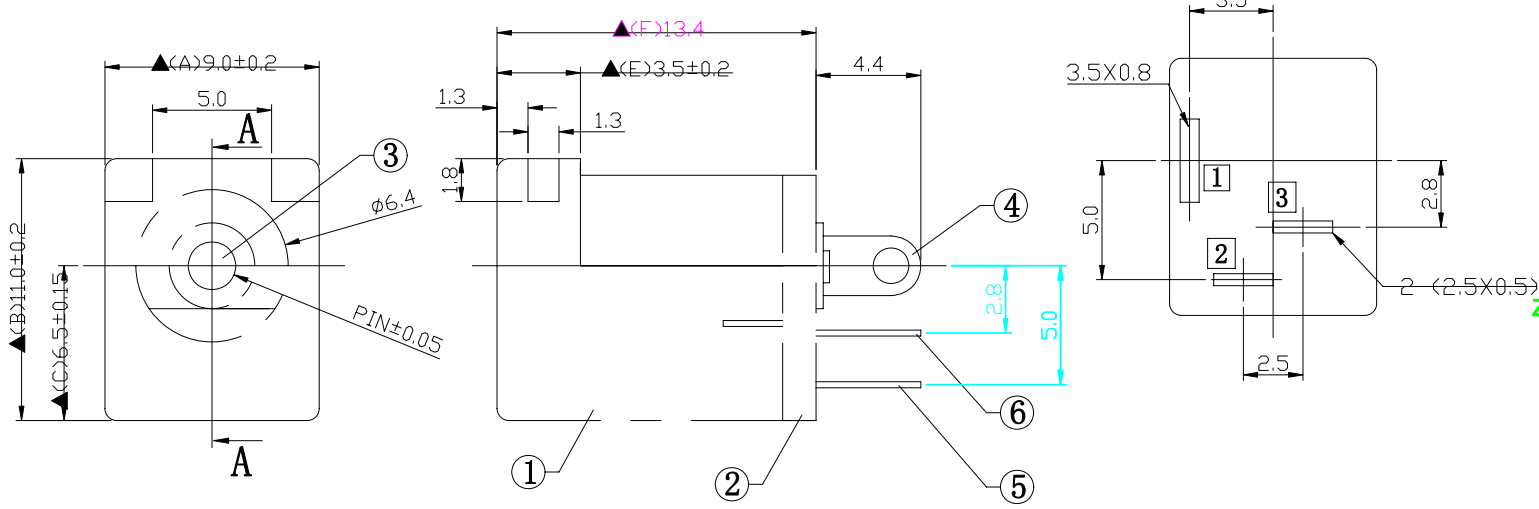 ▲(A)9.0±0.2
5.0
A
③
ø6.4
▲(B)11.0±0.2
▲(C)6.5±0.15
PIN±0.05
A
▲(F)13.4
▲(E)3.5±0.2
4.4
1.3
1.3
1.8
④
2.8
5.0
⑥
⑤
①
②
3.5
3.5X0.8
1
3
2
5.0
2.8
2-(2.5X0.5)
2.5